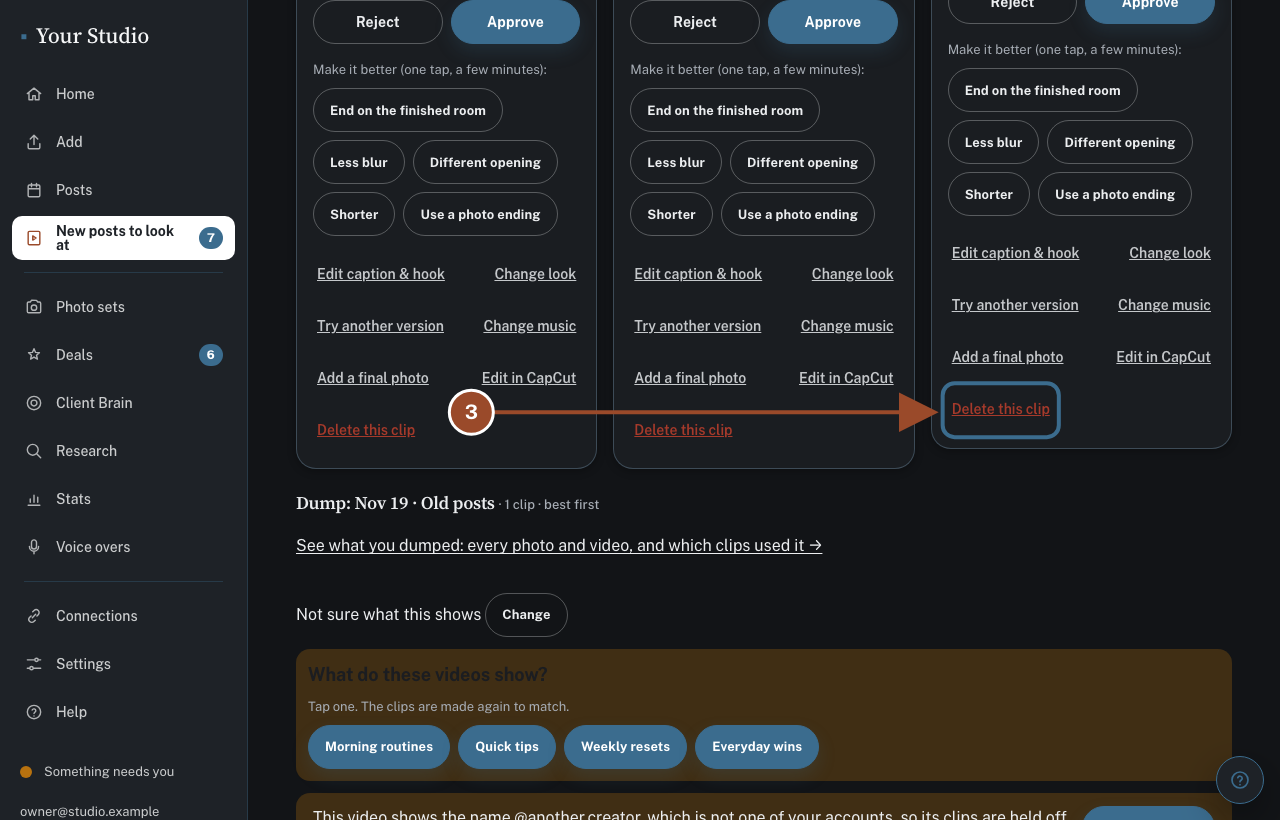 Your Studio
Home
Add
Posts
New posts to look at
7
Photo sets
Deals
6
Client Brain
Research
Stats
Voice overs
Connections
Settings
Help
Something needs you
owner@studio.example
Reject
Approve
Make it better (one tap, a few minutes):
End on the finished room
Less blur
Different opening
Shorter
Use a photo ending
Edit caption & hook
Change look
Try another version
Change music
Add a final photo
Edit in CapCut
Delete this clip
3
Reject
Approve
Make it better (one tap, a few minutes):
End on the finished room
Less blur
Different opening
Shorter
Use a photo ending
Edit caption & hook
Change look
Try another version
Change music
Add a final photo
Edit in CapCut
Delete this clip
Reject
Approve
Make it better (one tap, a few minutes):
End on the finished room
Less blur
Different opening
Shorter
Use a photo ending
Edit caption & hook
Change look
Try another version
Change music
Add a final photo
Edit in CapCut
Delete this clip
Dump: Nov 19 · Old posts · 1 clip · best first
See what you dumped: every photo and video, and which clips used it →
Not sure what this shows
Change
What do these videos show?
Tap one. The clips are made again to match.
Morning routines
Quick tips
Weekly resets
Everyday wins
This video shows the name @another.creator, which is not one of your accounts, so its clips are held off